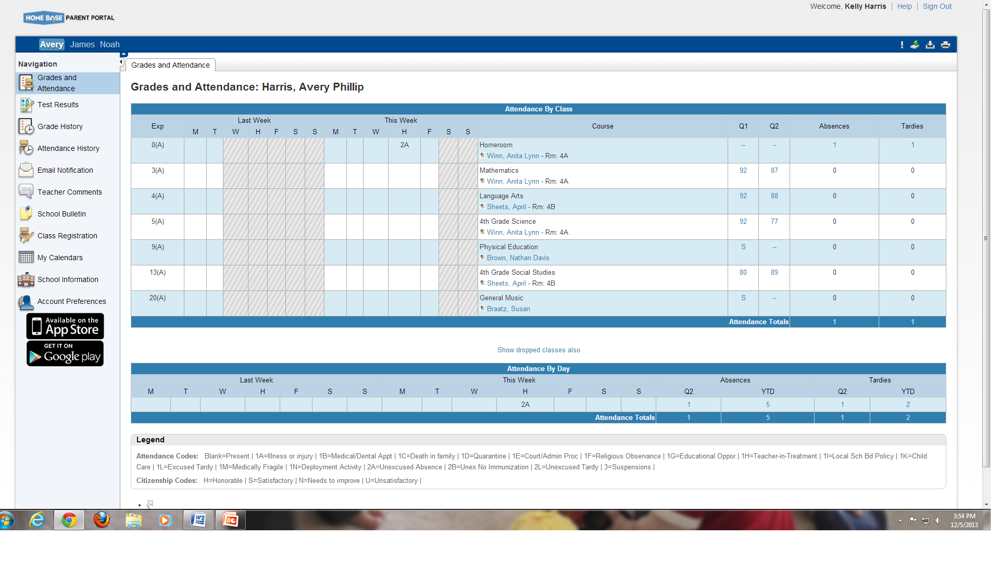 Welcome, Kelly Harris | Help | Sign Out
HOME BASE PARENT PORTAL
Avery James Noah
Navigation
Grades and
Attendance
Test Results
Grade History
Attendance History
Email Notification
Teacher Comments
School Bulletin
Class Registration
My Calendars
School Information
Account Preferences
Available on the
App Store
GET IT ON
Google play
Grades and Attendance
Grades and Attendance: Harris, Avery Phillip
Attendance By Class
Exp Last Week This Week Course Q1 Q2 Absences Tardies
M T W H F S S M T W H F S S
0(A) 2A Homeroom -- -- 1 1
Winn, Anita Lynn - Rm: 4A
3(A) Mathematics 92 87 0 0
Winn, Anita Lynn - Rm: 4A
4(A) Language Arts 92 88 0 0
Sheets, April - Rm: 4B
5(A) 4th Grade Science 92 77 0 0
Winn, Anita Lynn - Rm: 4A
9(A) Physical Education S -- 0 0
Brown, Nathan Davis
13(A) 4th Grade Social Studies 80 89 0 0
Sheets, April - Rm: 4B
20(A) General Music S -- 0 0
Braatz, Susan
Attendance Totals 1 1
Show dropped classes also
Attendance By Day
Last Week This Week Absences Tardies
M T W H F S S M T W H F S S Q2 YTD Q2 YTD
2A 1 5 1 2
Attendance Totals 1 5 1 2
Legend
Attendance Codes: Blank=Present | 1A=Illness or injury | 1B=Medical/Dental Appt | 1C=Death in family | 1D=Quarantine | 1E=Court/Admin Proc | 1F=Religious Observance | 1G=Educational Oppor | 1H=Teacher-in-Treatment | 1I=Local Sch Bd Policy | 1K=Child
Care | 1L=Excused Tardy | 1M=Medically Fragile | 1N=Deployment Activity | 2A=Unexcused Absence | 2B=Unex No Immunization | 2L=Unexcused Tardy | 3=Suspensions |
Citizenship Codes: H=Honorable | S=Satisfactory | N=Needs to improve | U=Unsatisfactory |
3:54 PM
12/5/2013